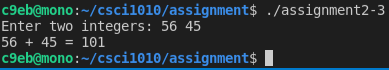 c9eb@mono:~/csci1010/assignment$ ./assignment2-3
Enter two integers: 56 45
56 + 45 = 101
c9eb@mono:~/csci1010/assignment$